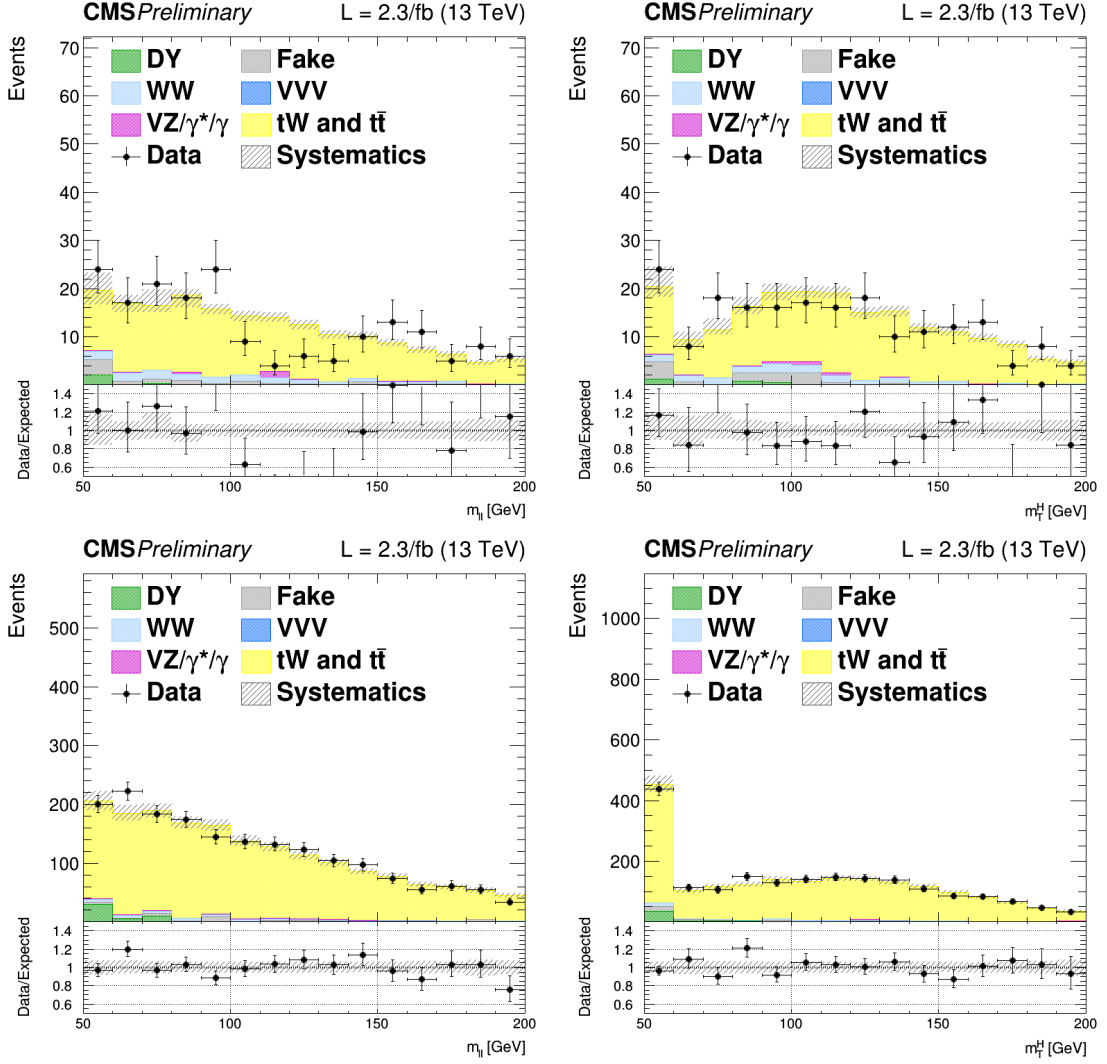 CMS Preliminary L = 2.3/fb (13 TeV)
Events
70
60
50
40
30
20
10
DY Fake
WW VVV
VZ/γ*/γ tW and tt̄
Data Systematics
Data/Expected
1.4
1.2
1
0.8
0.6
50 100 150 200
m_ll [GeV]
CMS Preliminary L = 2.3/fb (13 TeV)
Events
70
60
50
40
30
20
10
DY Fake
WW VVV
VZ/γ*/γ tW and tt̄
Data Systematics
Data/Expected
1.4
1.2
1
0.8
0.6
50 100 150 200
m_T^H [GeV]
CMS Preliminary L = 2.3/fb (13 TeV)
Events
500
400
300
200
100
DY Fake
WW VVV
VZ/γ*/γ tW and tt̄
Data Systematics
Data/Expected
1.4
1.2
1
0.8
0.6
50 100 150 200
m_ll [GeV]
CMS Preliminary L = 2.3/fb (13 TeV)
Events
1000
800
600
400
200
DY Fake
WW VVV
VZ/γ*/γ tW and tt̄
Data Systematics
Data/Expected
1.4
1.2
1
0.8
0.6
50 100 150 200
m_T^H [GeV]